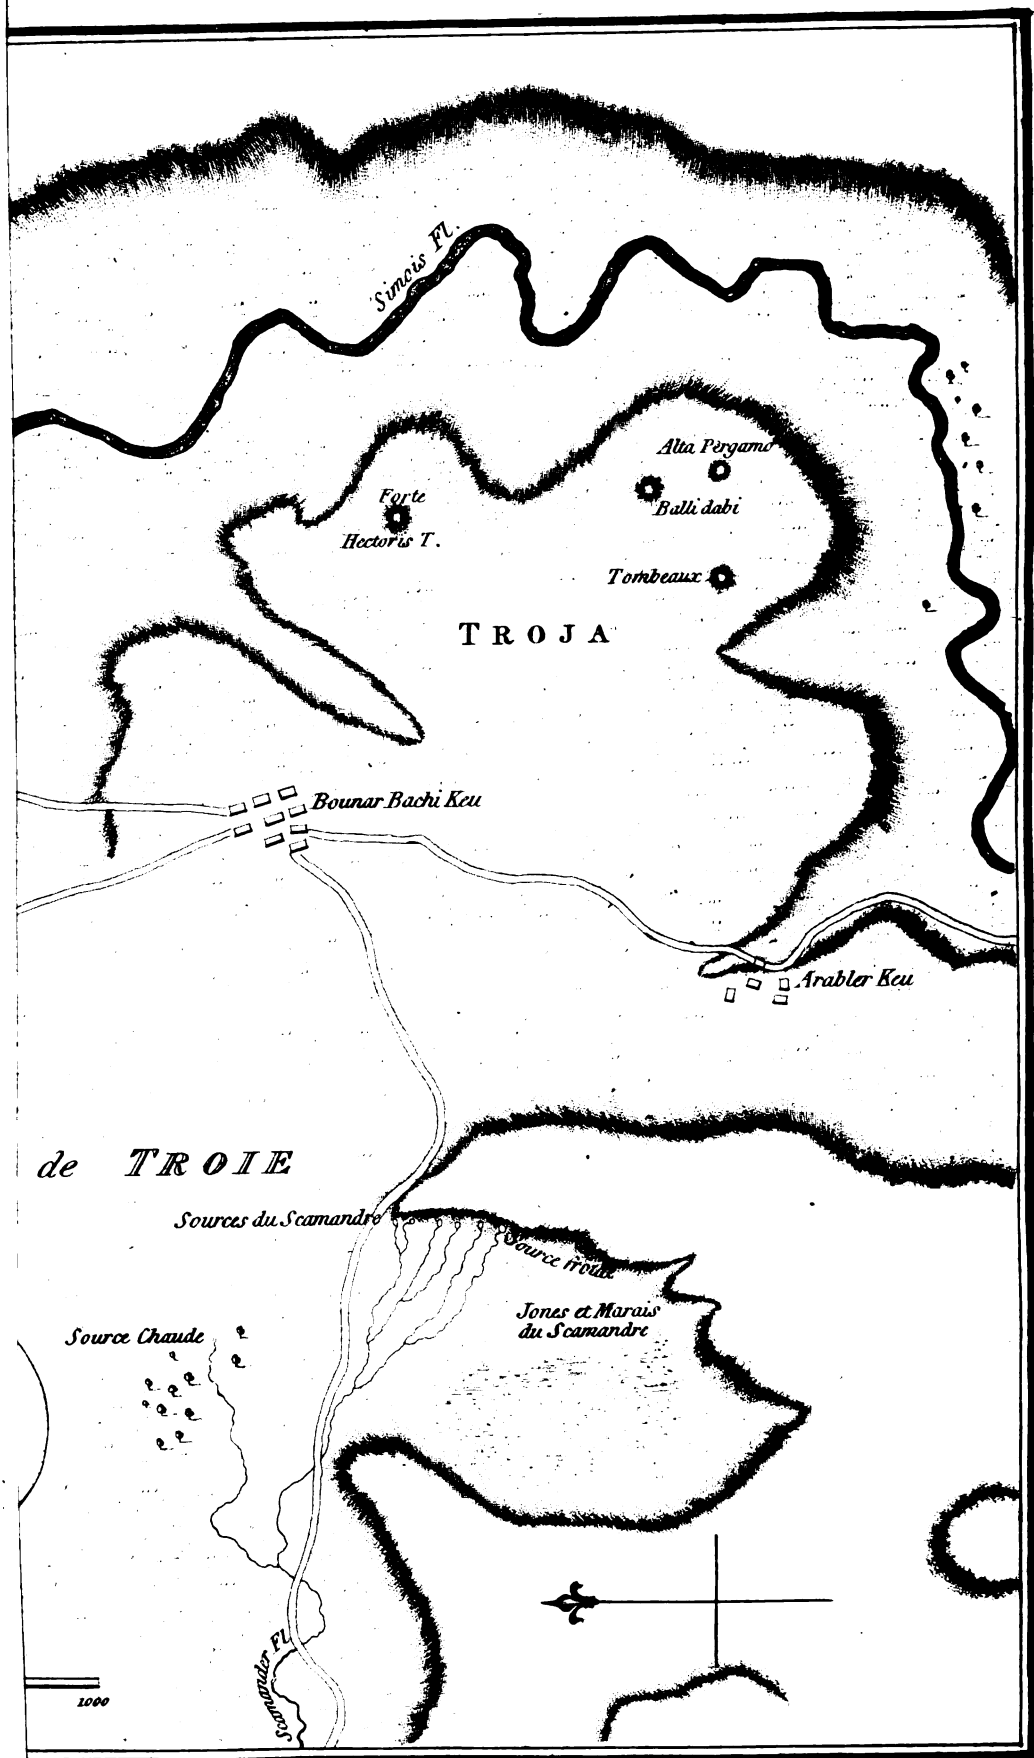 Simois Fl.
Alta Pergamo
Forte
Balli dabi
Hectoris T.
Tombeaux
TROJA
Bounar Bachi Keu
Arabler Keu
de TROIE
Sources du Scamandre
Source froide
Jones et Marais
du Scamandre
Source Chaude
Scamander Fl.
1000